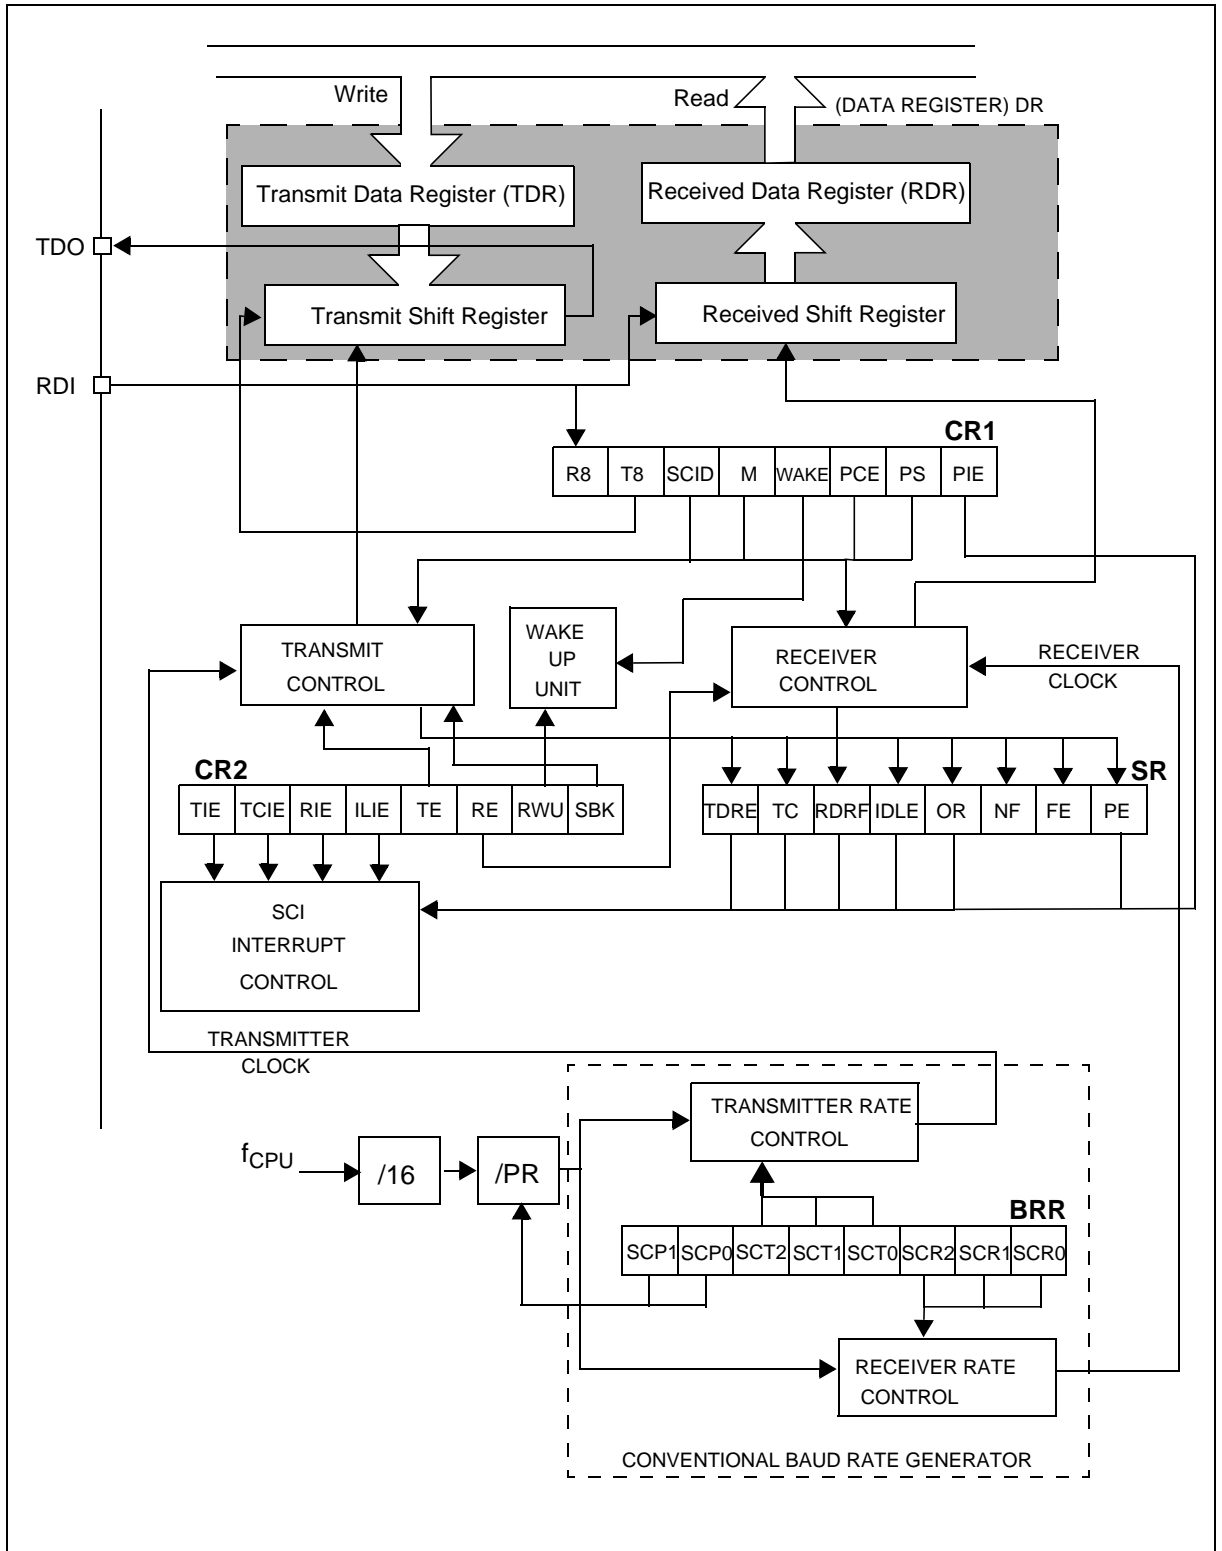 Write
Read
(DATA REGISTER) DR
Transmit Data Register (TDR)
Received Data Register (RDR)
TDO
Transmit Shift Register
Received Shift Register
RDI
CR1
R8 T8 SCID M WAKE PCE PS PIE
TRANSMIT
CONTROL
WAKE
UP
UNIT
RECEIVER
CONTROL
RECEIVER
CLOCK
CR2
TIE TCIE RIE ILIE TE RE RWU SBK
SR
TDRE TC RDRF IDLE OR NF FE PE
SCI
INTERRUPT
CONTROL
TRANSMITTER
CLOCK
TRANSMITTER RATE
CONTROL
fCPU
/16
/PR
BRR
SCP1 SCP0 SCT2 SCT1 SCT0 SCR2 SCR1 SCR0
RECEIVER RATE
CONTROL
CONVENTIONAL BAUD RATE GENERATOR